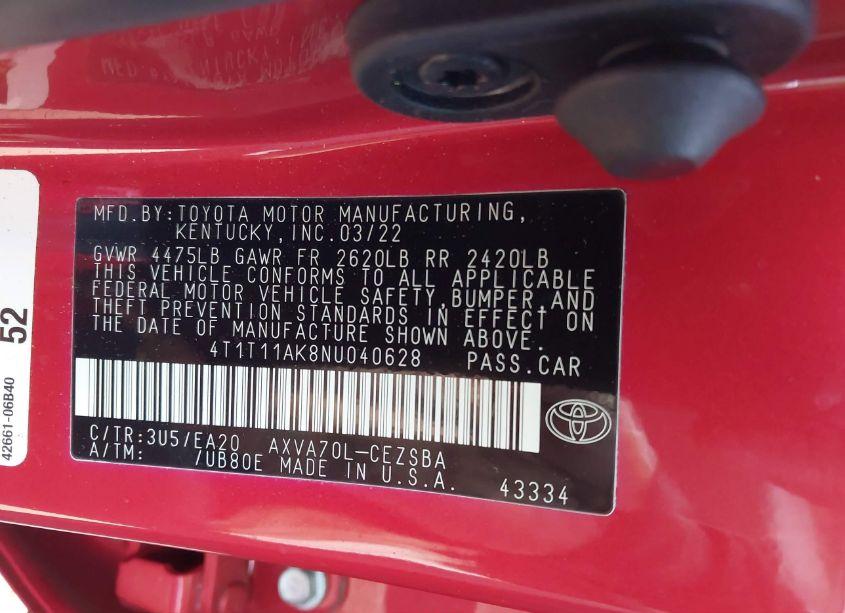 MFD.BY:TOYOTA MOTOR MANUFACTURING,
KENTUCKY,INC.03/22
GVWR 4475LB GAWR FR 2620LB RR 2420LB
THIS VEHICLE CONFORMS TO ALL APPLICABLE
FEDERAL MOTOR VEHICLE SAFETY,BUMPER,AND
THEFT PREVENTION STANDARDS IN EFFECT ON
THE DATE OF MANUFACTURE SHOWN ABOVE.
4T1T11AK8NU040628 PASS.CAR
C/TR:3U5/EA20 AXVA70L-CEZSBA
A/TM: /UB80E MADE IN U.S.A.
43334
42661-06B40
52